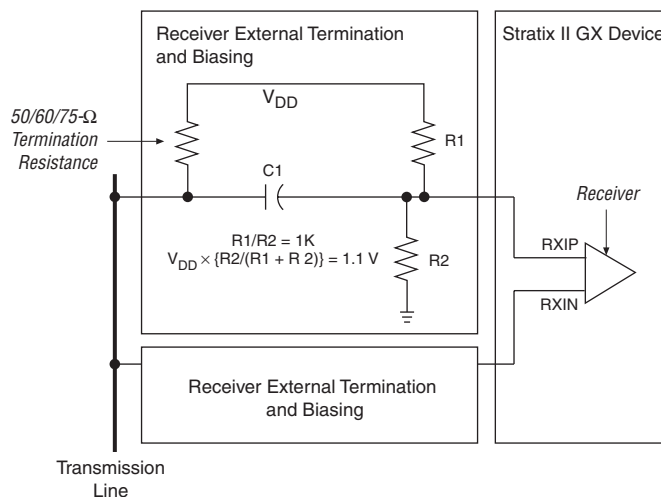 Receiver External Termination
and Biasing
Stratix II GX Device
V_DD
50/60/75-Ω
Termination
Resistance
R1
C1
Receiver
R1/R2 = 1K
V_DD × {R2/(R1 + R 2)} = 1.1 V
R2
RXIP
RXIN
Receiver External Termination
and Biasing
Transmission
Line